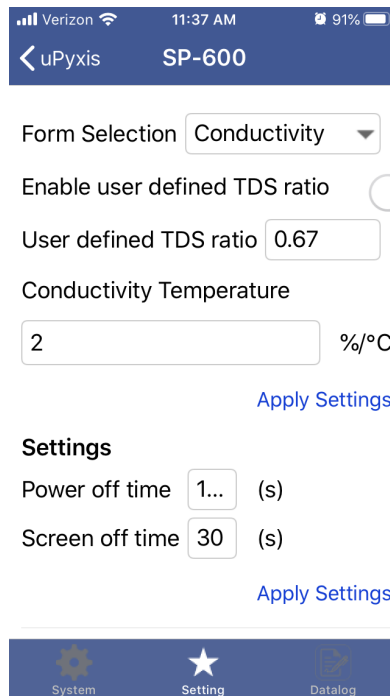 Verizon 11:37 AM 91%
uPyxis SP-600
Form Selection Conductivity
Enable user defined TDS ratio
User defined TDS ratio 0.67
Conductivity Temperature
2 %/°C
Apply Settings
Settings
Power off time 1... (s)
Screen off time 30 (s)
Apply Settings
System Setting Datalog